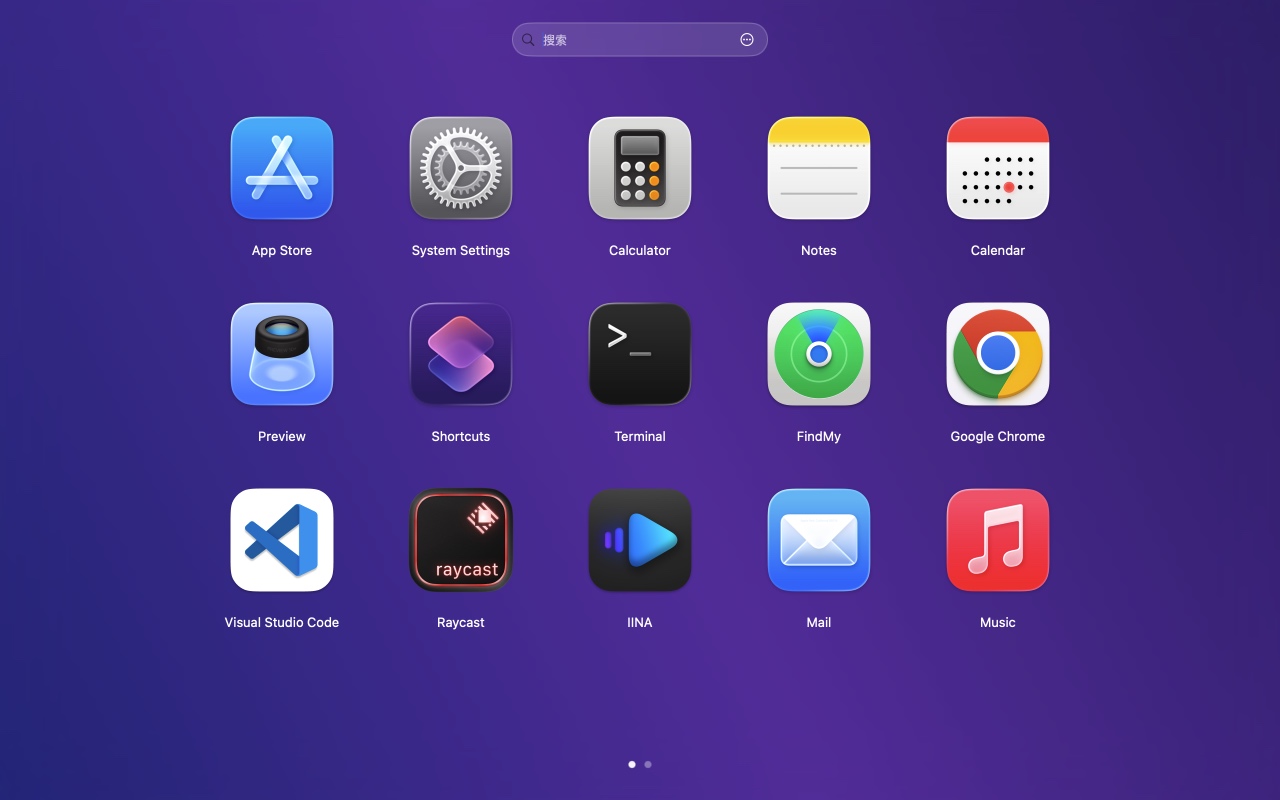 搜索
App Store
System Settings
Calculator
Notes
Calendar
Preview
Shortcuts
>_
Terminal
FindMy
Google Chrome
Visual Studio Code
raycast
Raycast
IINA
Mail
Music